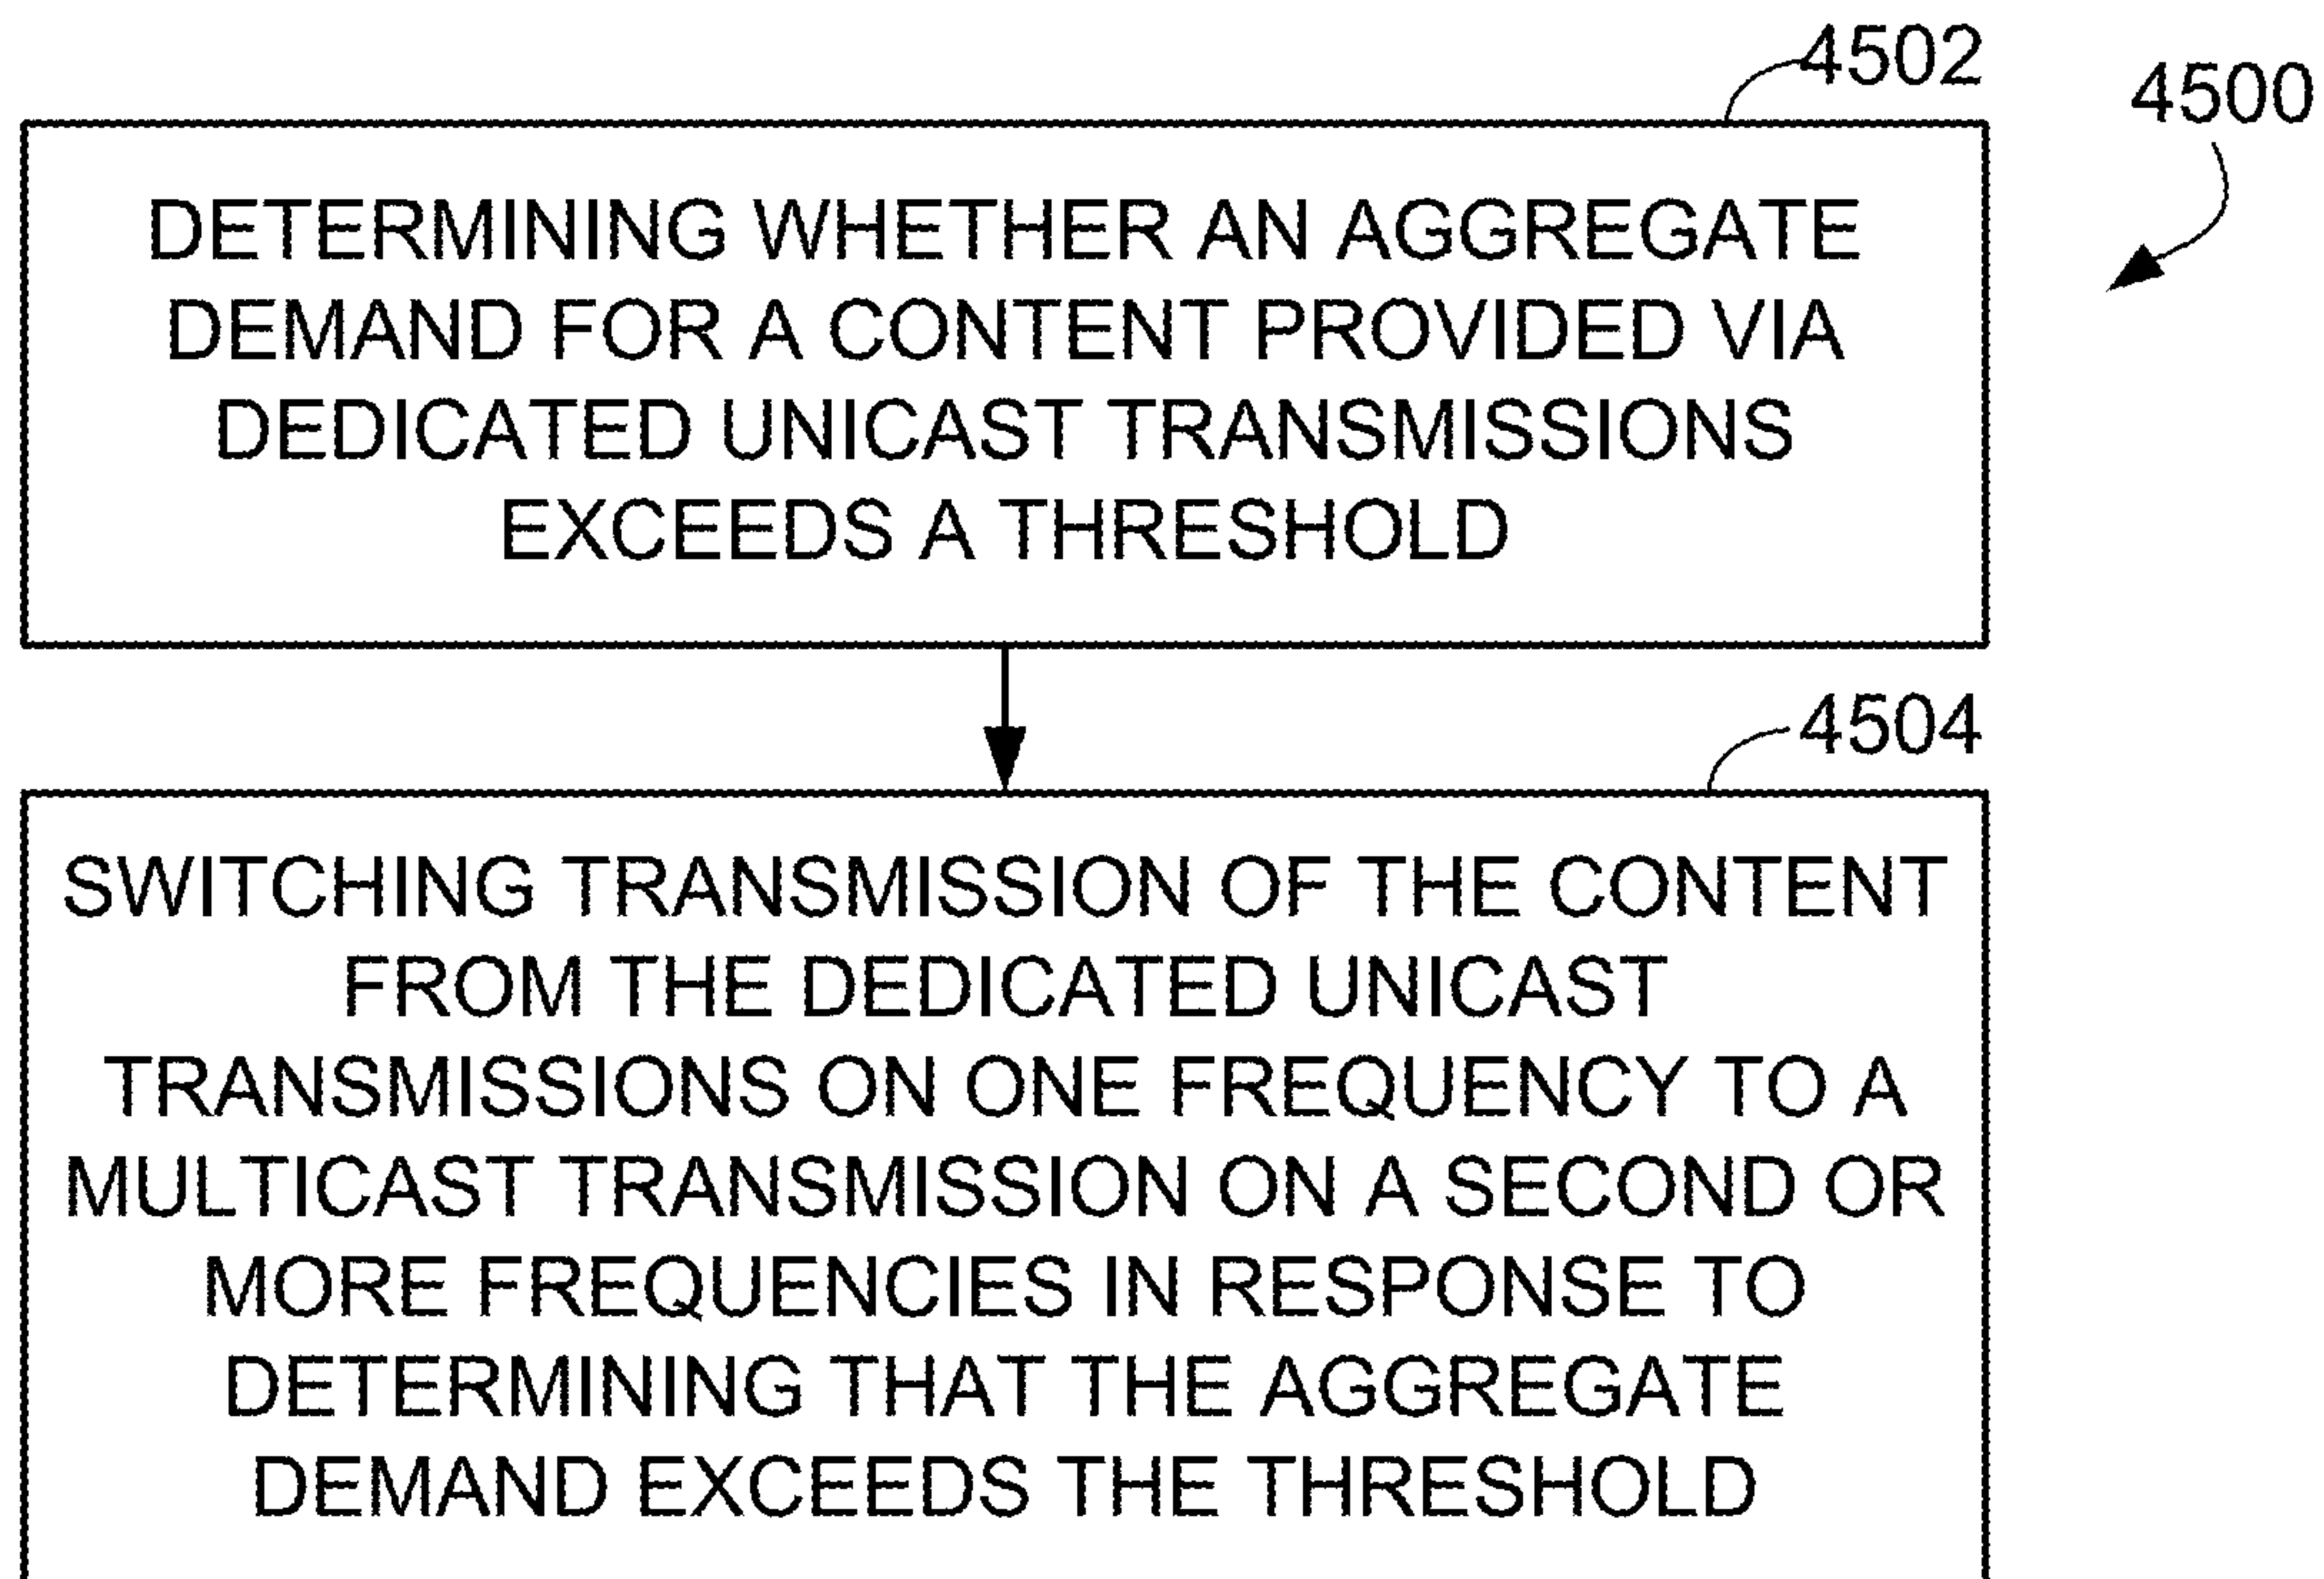 4502
4500
DETERMINING WHETHER AN AGGREGATE
DEMAND FOR A CONTENT PROVIDED VIA
DEDICATED UNICAST TRANSMISSIONS
EXCEEDS A THRESHOLD
4504
SWITCHING TRANSMISSION OF THE CONTENT
FROM THE DEDICATED UNICAST
TRANSMISSIONS ON ONE FREQUENCY TO A
MULTICAST TRANSMISSION ON A SECOND OR
MORE FREQUENCIES IN RESPONSE TO
DETERMINING THAT THE AGGREGATE
DEMAND EXCEEDS THE THRESHOLD